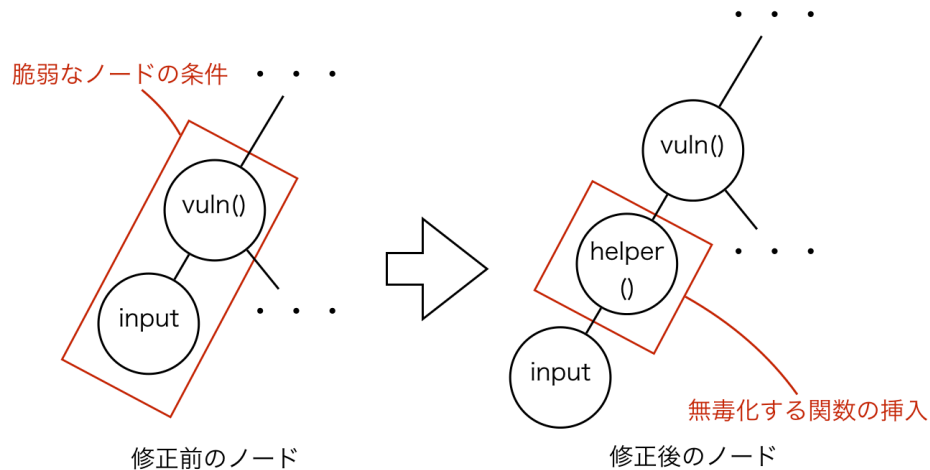 脆弱なノードの条件
・・・
vuln()
input
・・・
修正前のノード
・・・
vuln()
helper
()
input
・・・
無毒化する関数の挿入
修正後のノード